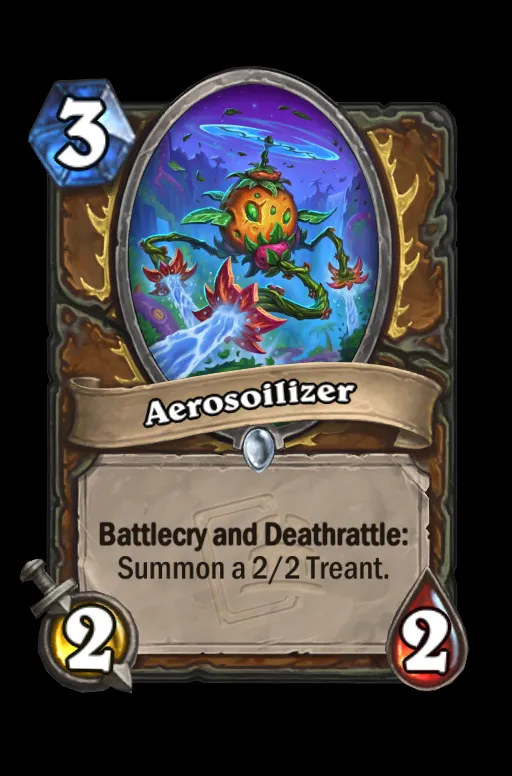 3
Aerosoilizer
Battlecry and Deathrattle:
Summon a 2/2 Treant.
2
2